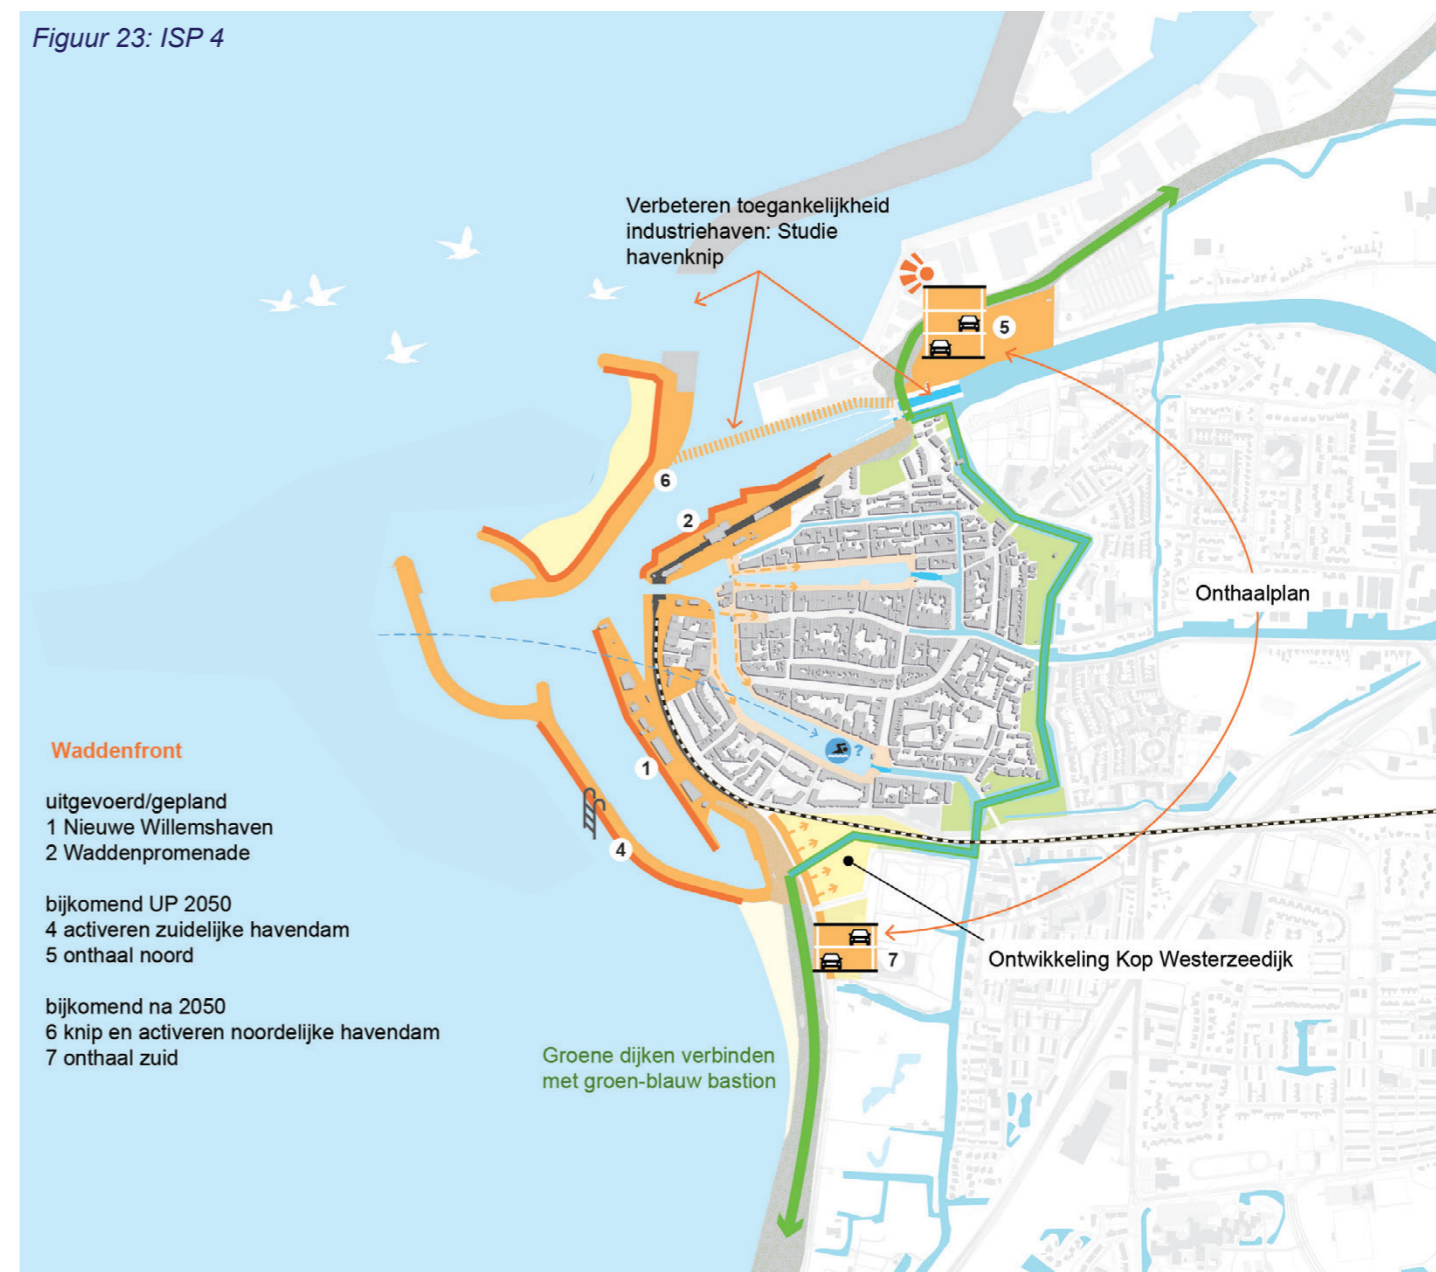 Figuur 23: ISP 4
Verbeteren toegankelijkheid
industriehaven: Studie
havenknip
5
6
2
Onthaalplan
?
1
4
Waddenfront
uitgevoerd/gepland
1 Nieuwe Willemshaven
2 Waddenpromenade
bijkomend UP 2050
4 activeren zuidelijke havendam
5 onthaal noord
bijkomend na 2050
6 knip en activeren noordelijke havendam
7 onthaal zuid
7
Ontwikkeling Kop Westerzeedijk
Groene dijken verbinden
met groen-blauw bastion